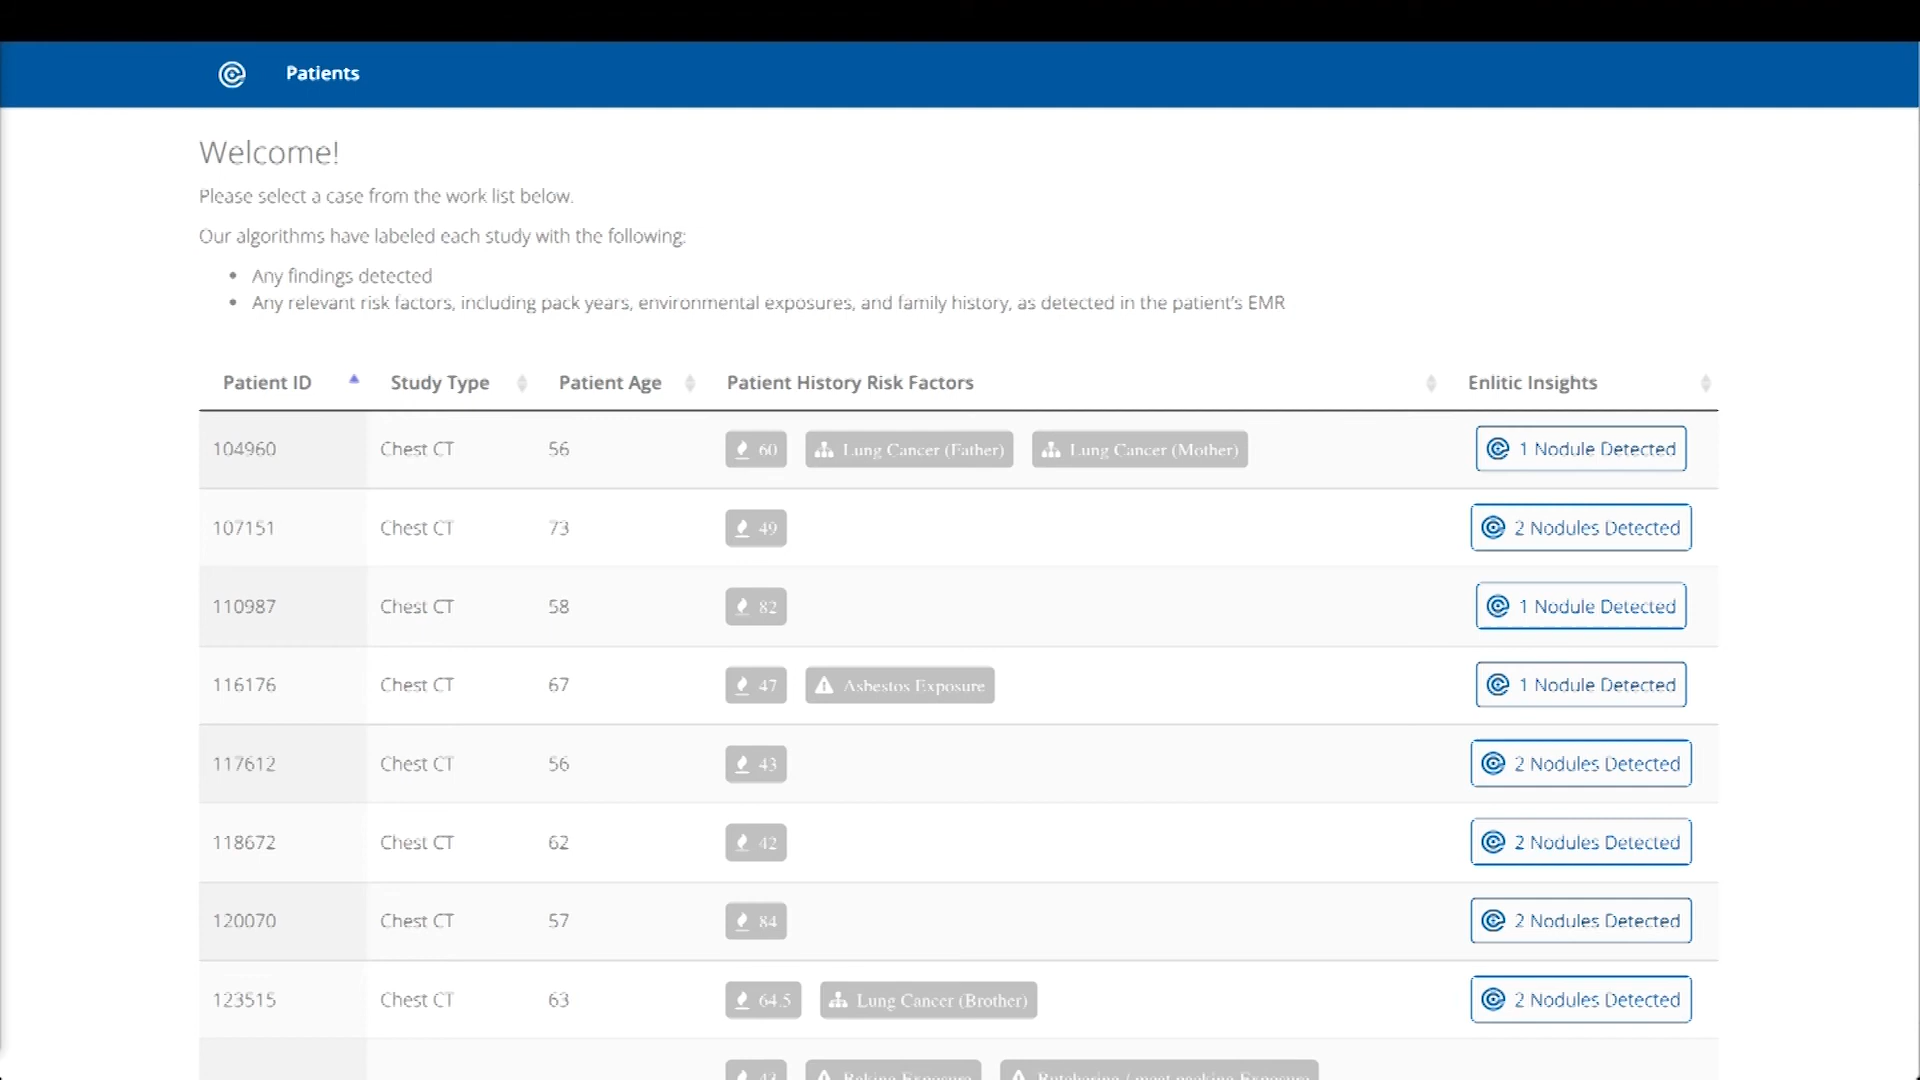 Patients
Welcome!
Please select a case from the work list below.
Our algorithms have labeled each study with the following:
• Any findings detected
• Any relevant risk factors, including pack years, environmental exposures, and family history, as detected in the patient's EMR
Patient ID Study Type Patient Age Patient History Risk Factors Enlitic Insights
104960 Chest CT 56 60 Lung Cancer (Father) Lung Cancer (Mother) 1 Nodule Detected
107151 Chest CT 73 49 2 Nodules Detected
110987 Chest CT 58 82 1 Nodule Detected
116176 Chest CT 67 47 Asbestos Exposure 1 Nodule Detected
117612 Chest CT 56 43 2 Nodules Detected
118672 Chest CT 62 42 2 Nodules Detected
120070 Chest CT 57 84 2 Nodules Detected
123515 Chest CT 63 64.5 Lung Cancer (Brother) 2 Nodules Detected
Baking Exposure Butchering / meat packing Exposure